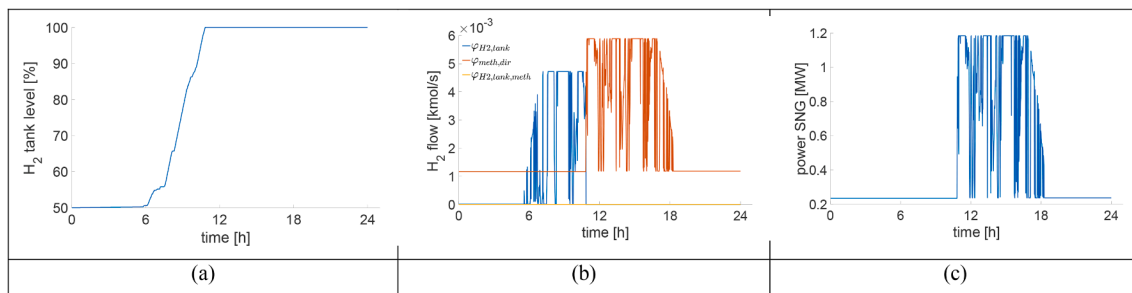 H2 tank level [%]
100
90
80
70
60
50
0
6
12
18
24
time [h]
(a)
×10-3
H2 flow [kmol/s]
6
5
4
3
2
1
0
φH2,tank
φmeth,dir
φH2,tank,meth
0
6
12
18
24
time [h]
(b)
power SNG [MW]
1.2
1
0.8
0.6
0.4
0.2
0
6
12
18
24
time [h]
(c)